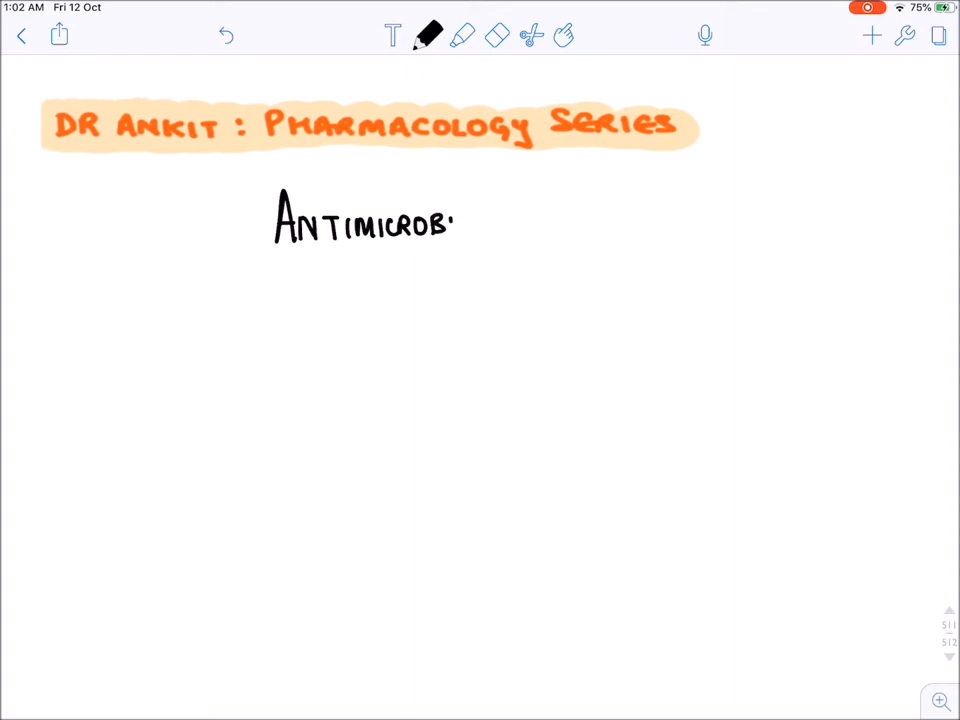 1:02 AM Fri 12 Oct 75%
T
DR ANKIT : PHARMACOLOGY SERIES
ANTIMICROB
511
512